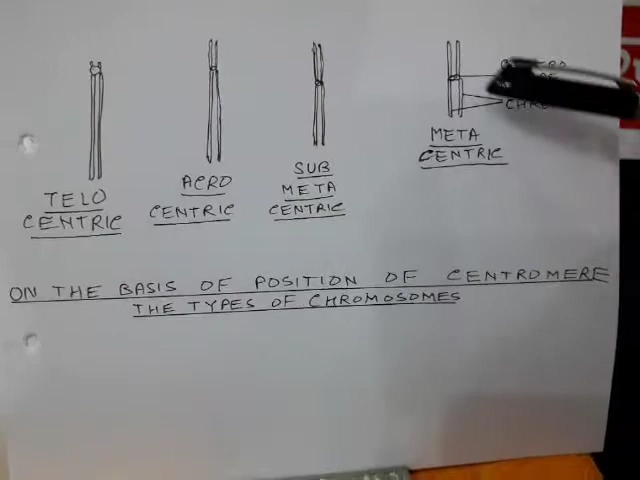 TELO
CENTRIC
ACRO
CENTRIC
SUB
META
CENTRIC
META
CENTRIC
ON THE BASIS OF POSITION OF CENTROMERE
THE TYPES OF CHROMOSOMES